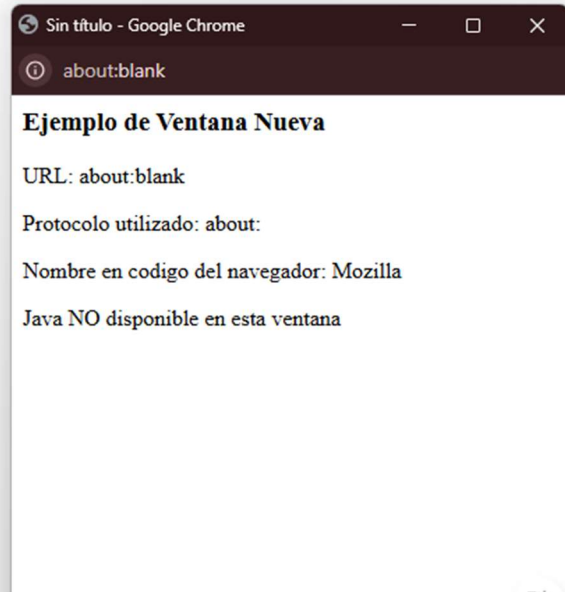 Sin título - Google Chrome
about:blank
Ejemplo de Ventana Nueva
URL: about:blank
Protocolo utilizado: about:
Nombre en codigo del navegador: Mozilla
Java NO disponible en esta ventana